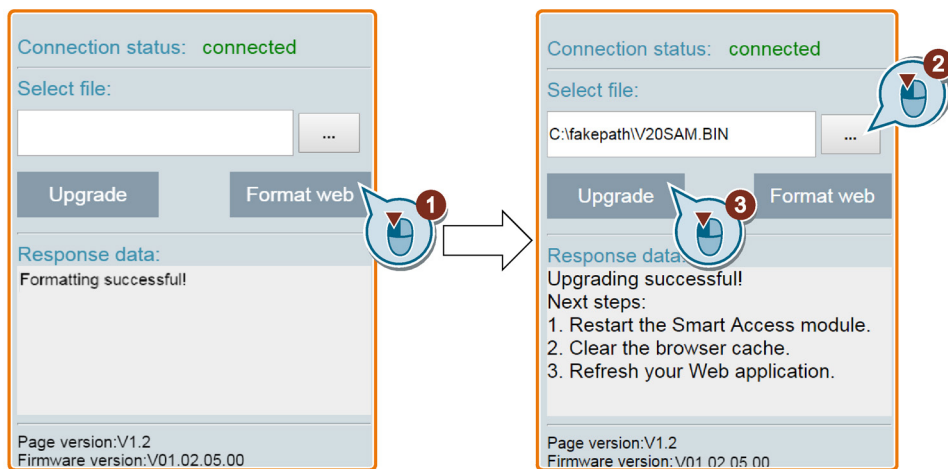 Connection status: connected
Select file:
...
Upgrade
Format web
1
Response data:
Formatting successful!
Page version:V1.2
Firmware version:V01.02.05.00
Connection status: connected
2
Select file:
C:\fakepath\V20SAM.BIN
...
Upgrade
3
Format web
Response data:
Upgrading successful!
Next steps:
1. Restart the Smart Access module.
2. Clear the browser cache.
3. Refresh your Web application.
Page version:V1.2
Firmware version:V01.02.05.00